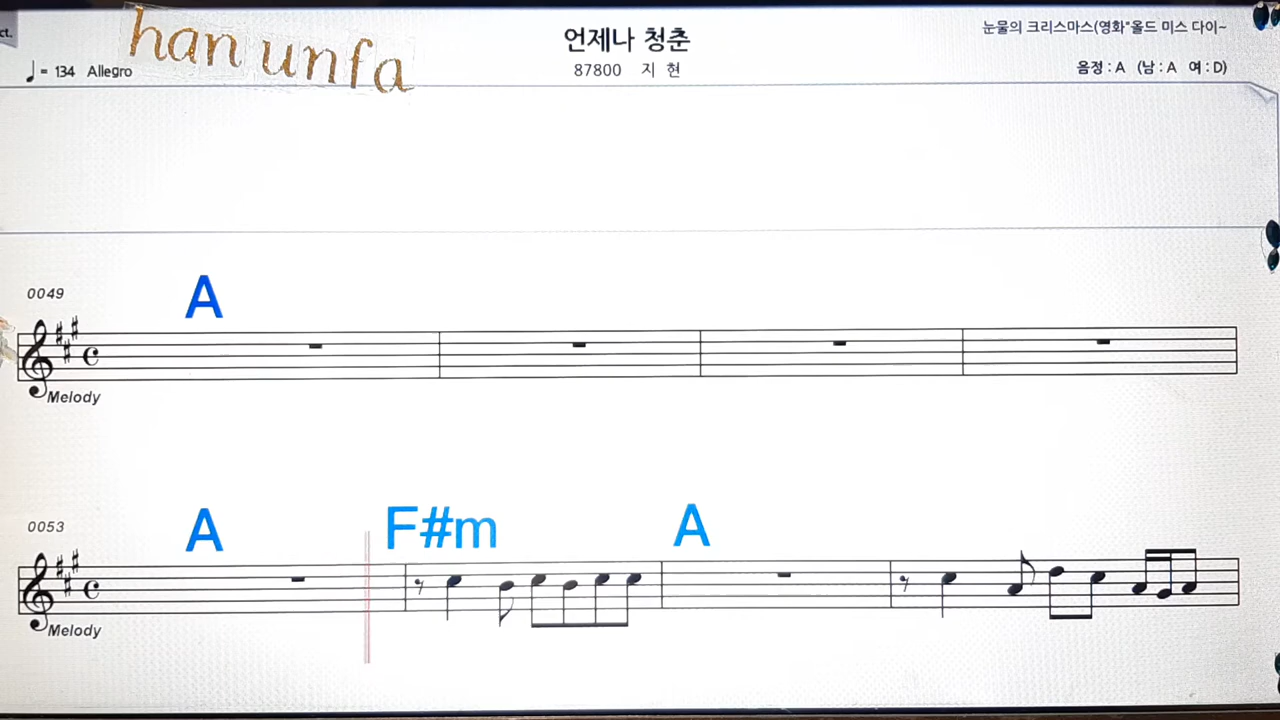 ct.
han unfa
언제나 청춘
눈물의 크리스마스(영화"올드 미스 다이~
♩= 134 Allegro
87800 지 현
음정 : A (남 : A 여 : D)
0049
A
Melody
0053
A F#m A
Melody